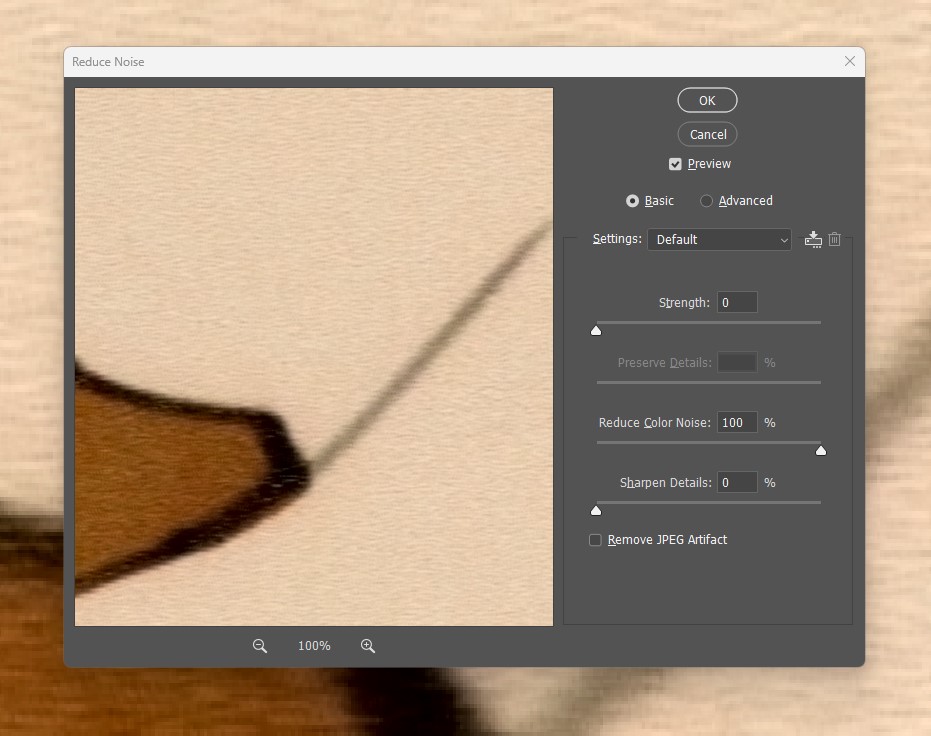 Reduce Noise
OK
Cancel
Preview
Basic
Advanced
Settings: Default
Strength: 0
Preserve Details: %
Reduce Color Noise: 100 %
Sharpen Details: 0 %
Remove JPEG Artifact
100%